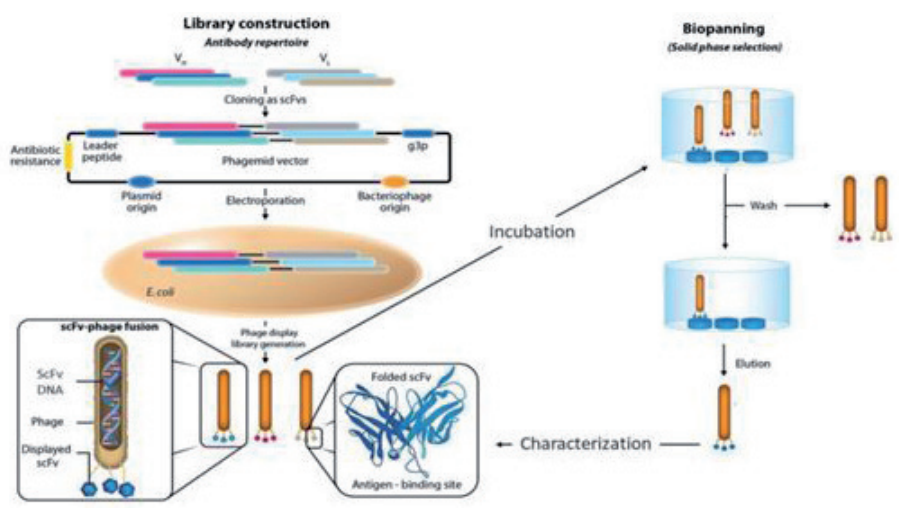 Library construction
Antibody repertoire
VH
VL
Cloning as scFvs
Antibiotic
resistance
Leader
peptide
Phagemid vector
g3p
Plasmid
origin
Electroporation
Bacteriophage
origin
E. coli
Phage display
library generation
scFv-phage fusion
ScFv
DNA
Phage
Displayed
scFv
Folded scFv
Antigen - binding site
Incubation
Biopanning
(Solid phase selection)
Wash
Elution
Characterization